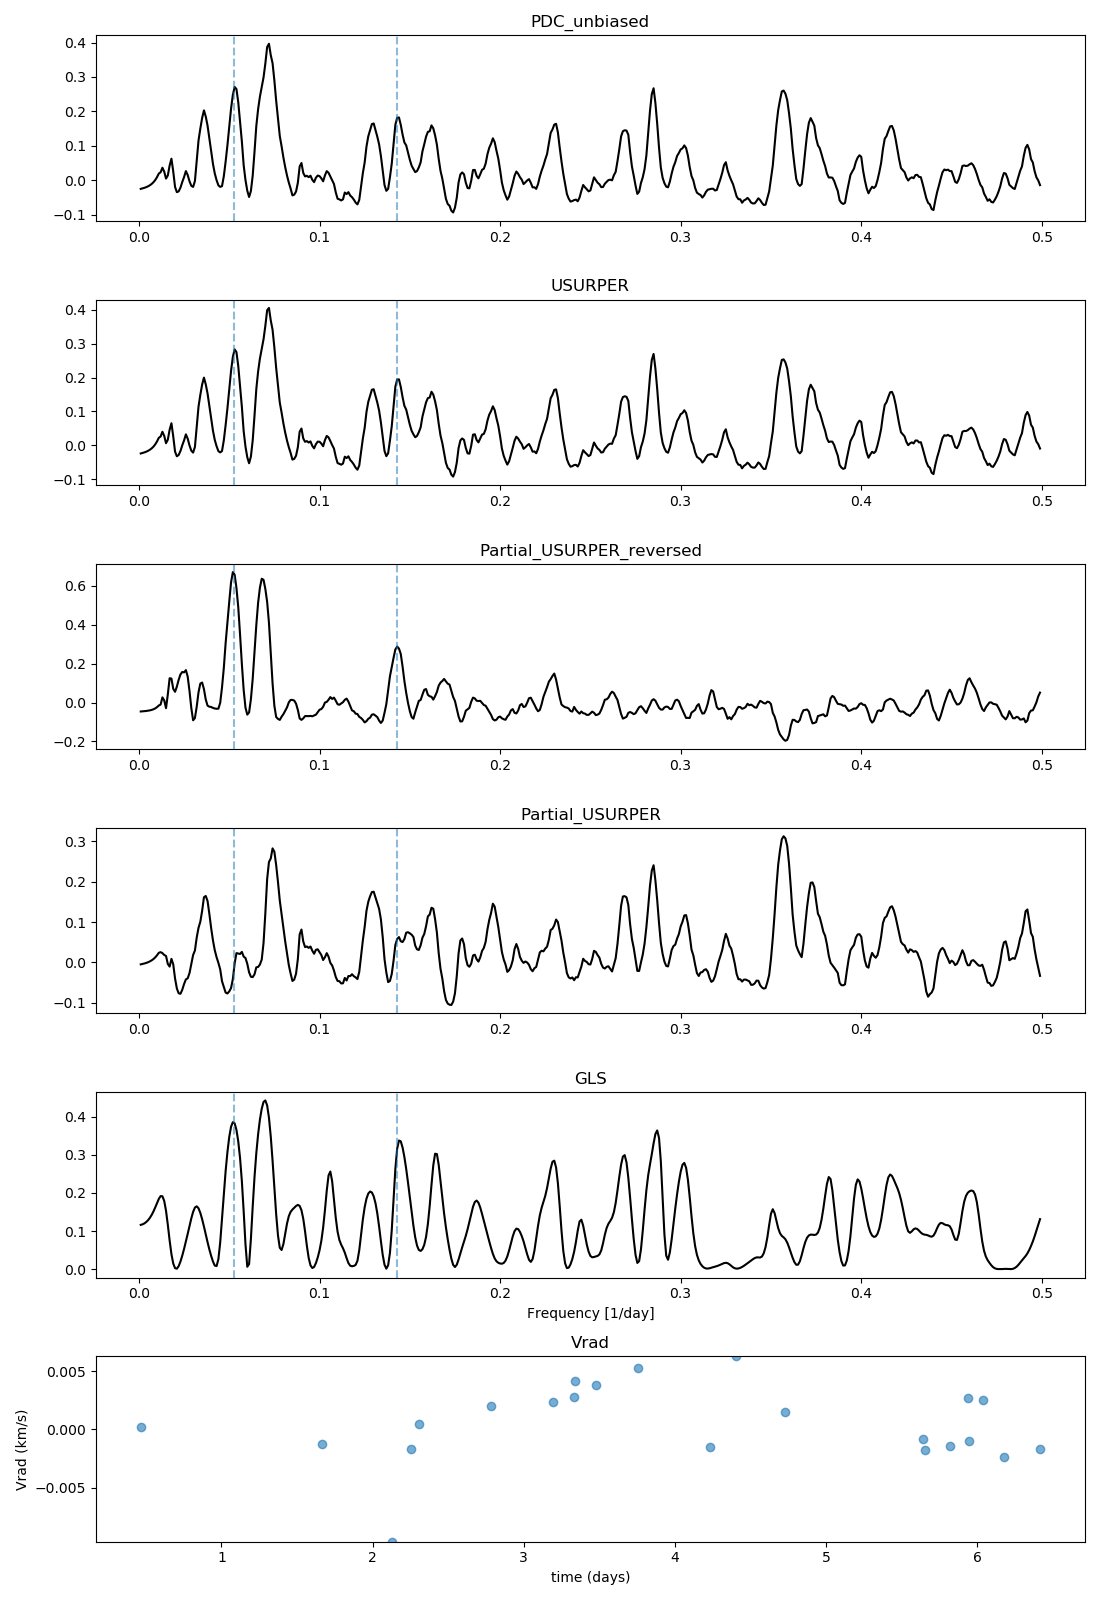 PDC_unbiased
0.4
0.3
0.2
0.1
0.0
−0.1
0.0 0.1 0.2 0.3 0.4 0.5
USURPER
0.4
0.3
0.2
0.1
0.0
−0.1
0.0 0.1 0.2 0.3 0.4 0.5
Partial_USURPER_reversed
0.6
0.4
0.2
0.0
−0.2
0.0 0.1 0.2 0.3 0.4 0.5
Partial_USURPER
0.3
0.2
0.1
0.0
−0.1
0.0 0.1 0.2 0.3 0.4 0.5
GLS
0.4
0.3
0.2
0.1
0.0
0.0 0.1 0.2 0.3 0.4 0.5
Frequency [1/day]
Vrad
Vrad (km/s)
0.005
0.000
−0.005
1 2 3 4 5 6
time (days)